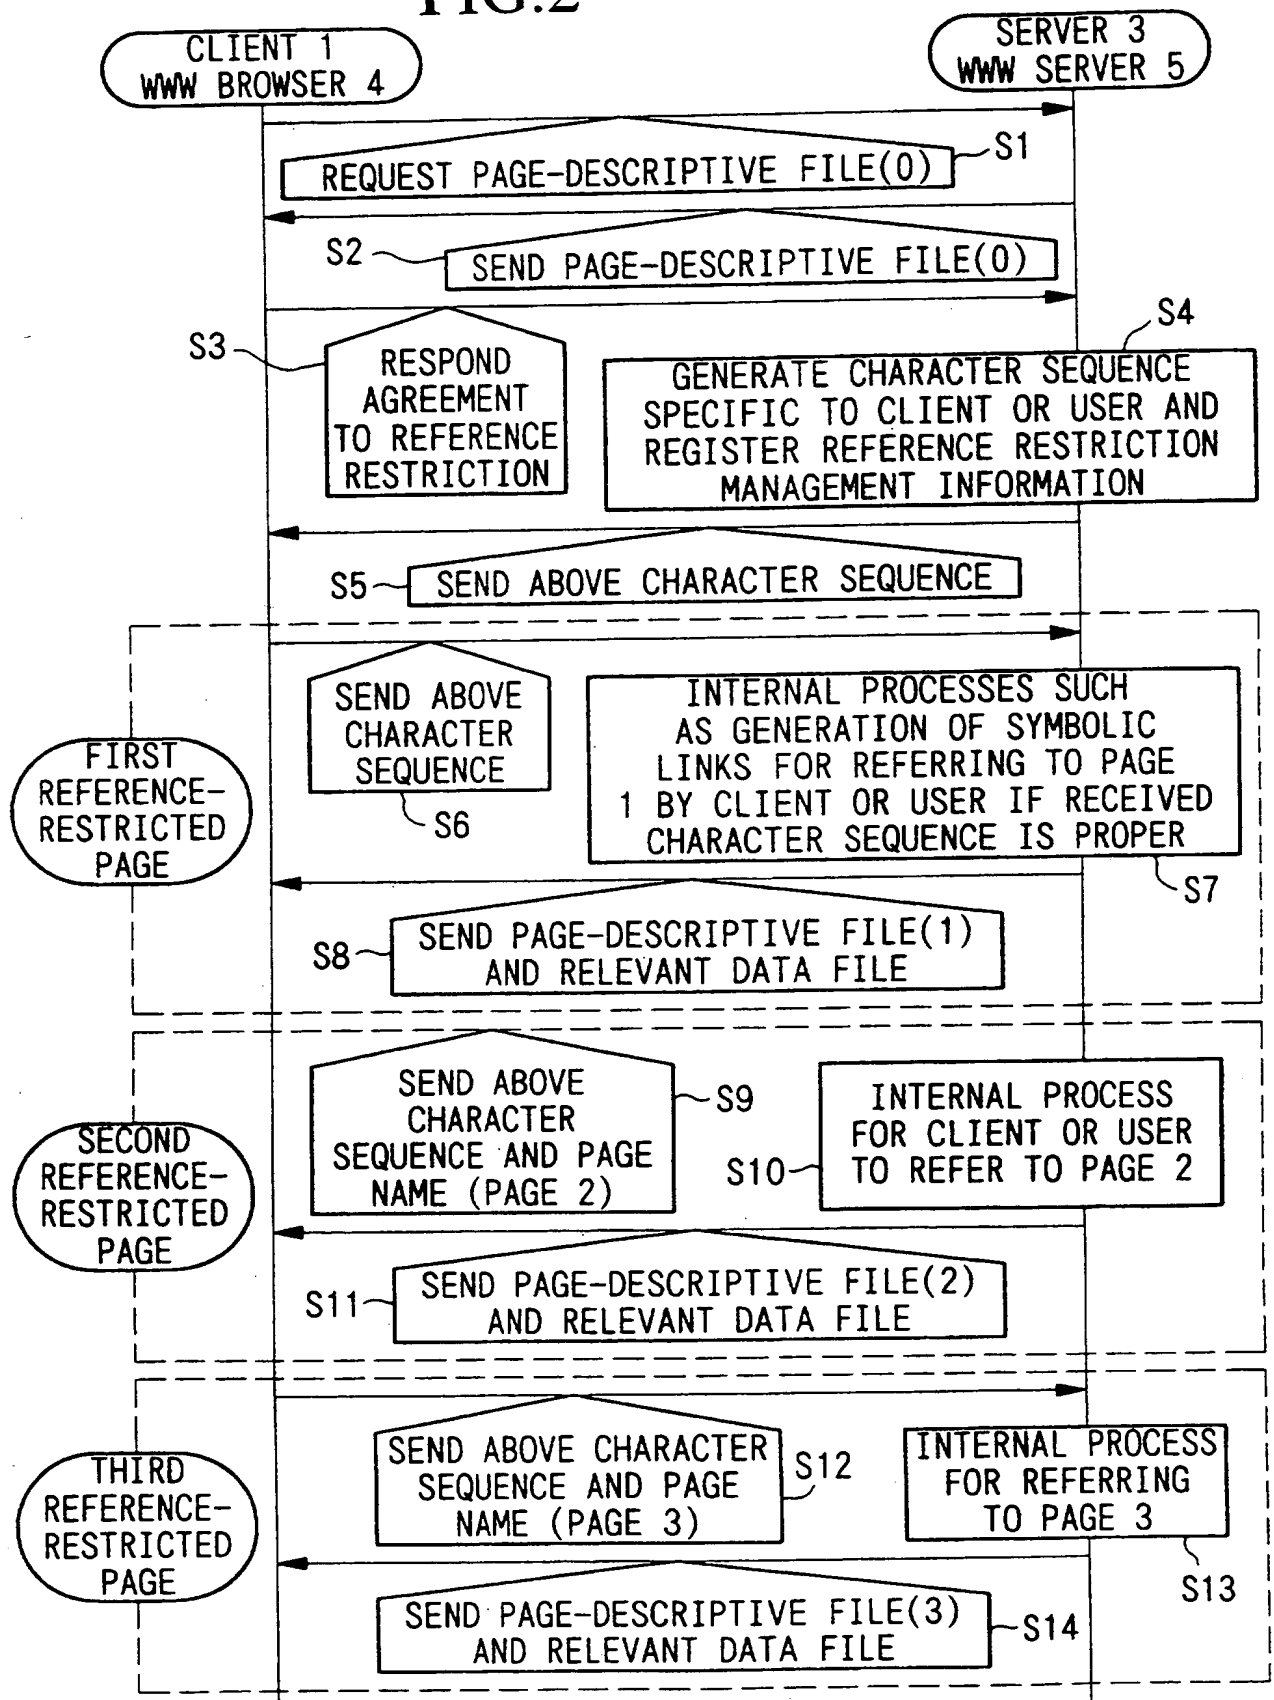 FIG.2
CLIENT 1
WWW BROWSER 4
SERVER 3
WWW SERVER 5
REQUEST PAGE-DESCRIPTIVE FILE(0)
S1
S2
SEND PAGE-DESCRIPTIVE FILE(0)
S3
RESPOND
AGREEMENT
TO REFERENCE
RESTRICTION
S4
GENERATE CHARACTER SEQUENCE
SPECIFIC TO CLIENT OR USER AND
REGISTER REFERENCE RESTRICTION
MANAGEMENT INFORMATION
S5
SEND ABOVE CHARACTER SEQUENCE
FIRST
REFERENCE-
RESTRICTED
PAGE
SEND ABOVE
CHARACTER
SEQUENCE
S6
INTERNAL PROCESSES SUCH
AS GENERATION OF SYMBOLIC
LINKS FOR REFERRING TO PAGE
1 BY CLIENT OR USER IF RECEIVED
CHARACTER SEQUENCE IS PROPER
S7
S8
SEND PAGE-DESCRIPTIVE FILE(1)
AND RELEVANT DATA FILE
SECOND
REFERENCE-
RESTRICTED
PAGE
SEND ABOVE
CHARACTER
SEQUENCE AND PAGE
NAME (PAGE 2)
S9
S10
INTERNAL PROCESS
FOR CLIENT OR USER
TO REFER TO PAGE 2
S11
SEND PAGE-DESCRIPTIVE FILE(2)
AND RELEVANT DATA FILE
THIRD
REFERENCE-
RESTRICTED
PAGE
SEND ABOVE CHARACTER
SEQUENCE AND PAGE
NAME (PAGE 3)
S12
INTERNAL PROCESS
FOR REFERRING
TO PAGE 3
S13
SEND PAGE-DESCRIPTIVE FILE(3)
AND RELEVANT DATA FILE
S14